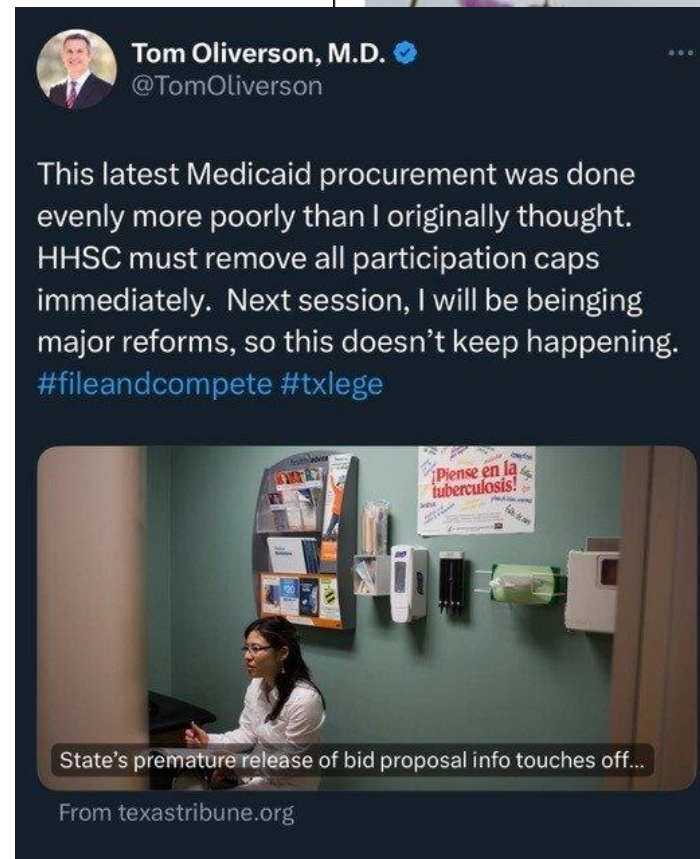 Tom Oliverson, M.D.
@TomOliverson
This latest Medicaid procurement was done
evenly more poorly than I originally thought.
HHSC must remove all participation caps
immediately.  Next session, I will be beinging
major reforms, so this doesn't keep happening.
#fileandcompete #txlege
¡Piense en la
tuberculosis!
State's premature release of bid proposal info touches off...
From texastribune.org